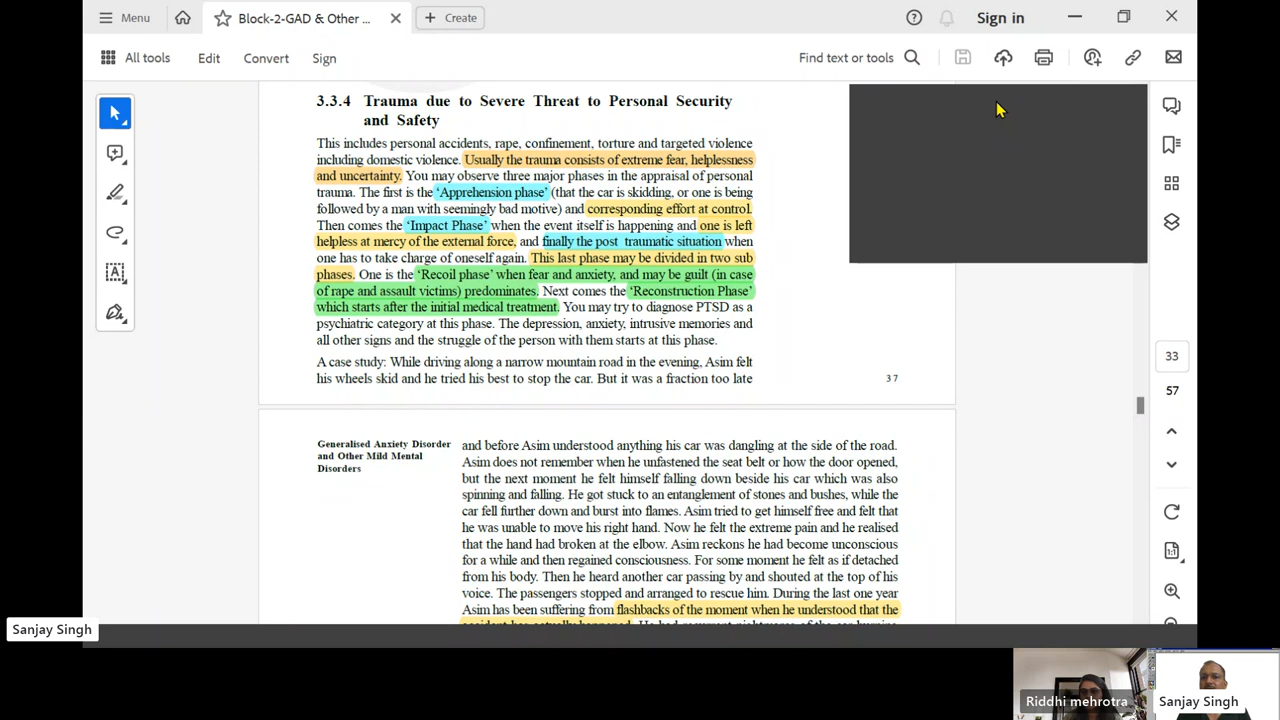 Menu
Block-2-GAD & Other ...
Create
Sign in
All tools
Edit
Convert
Sign
Find text or tools
3.3.4 Trauma due to Severe Threat to Personal Security
and Safety
This includes personal accidents, rape, confinement, torture and targeted violence
including domestic violence. Usually the trauma consists of extreme fear, helplessness
and uncertainty. You may observe three major phases in the appraisal of personal
trauma. The first is the ‘Apprehension phase’ (that the car is skidding, or one is being
followed by a man with seemingly bad motive) and corresponding effort at control.
Then comes the ‘Impact Phase’ when the event itself is happening and one is left
helpless at mercy of the external force, and finally the post traumatic situation when
one has to take charge of oneself again. This last phase may be divided in two sub
phases. One is the ‘Recoil phase’ when fear and anxiety, and may be guilt (in case
of rape and assault victims) predominates. Next comes the ‘Reconstruction Phase’
which starts after the initial medical treatment. You may try to diagnose PTSD as a
psychiatric category at this phase. The depression, anxiety, intrusive memories and
all other signs and the struggle of the person with them starts at this phase.
A case study: While driving along a narrow mountain road in the evening, Asim felt
his wheels skid and he tried his best to stop the car. But it was a fraction too late
37
33
57
Generalised Anxiety Disorder
and Other Mild Mental
Disorders
and before Asim understood anything his car was dangling at the side of the road.
Asim does not remember when he unfastened the seat belt or how the door opened,
but the next moment he felt himself falling down beside his car which was also
spinning and falling. He got stuck to an entanglement of stones and bushes, while the
car fell further down and burst into flames. Asim tried to get himself free and felt that
he was unable to move his right hand. Now he felt the extreme pain and he realised
that the hand had broken at the elbow. Asim reckons he had become unconscious
for a while and then regained consciousness. For some moment he felt as if detached
from his body. Then he heard another car passing by and shouted at the top of his
voice. The passengers stopped and arranged to rescue him. During the last one year
Asim has been suffering from flashbacks of the moment when he understood that the
Sanjay Singh
Riddhi mehrotra
Sanjay Singh